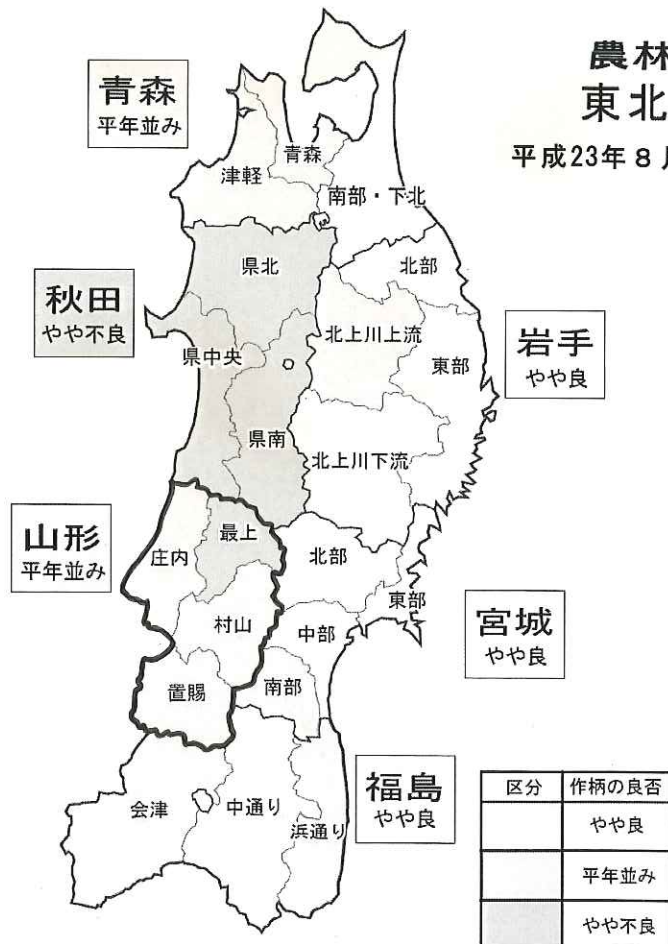 農林
東北
平成23年8月
青森
平年並み
青森
津軽
南部・下北
秋田
やや不良
県北
県中央
県南
北部
北上川上流
東部
北上川下流
岩手
やや良
山形
平年並み
庄内
最上
村山
置賜
北部
東部
中部
南部
宮城
やや良
会津
中通り
浜通り
福島
やや良
区分 作柄の良否
やや良
平年並み
やや不良